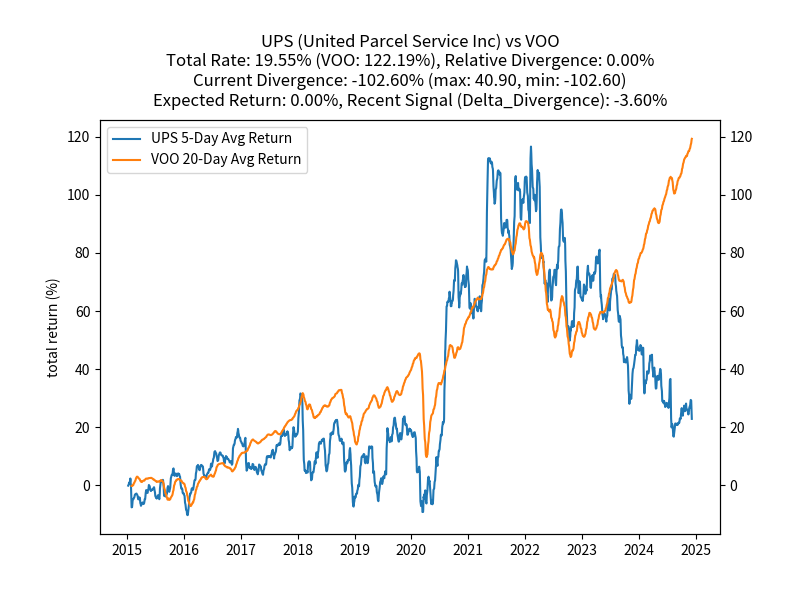 UPS (United Parcel Service Inc) vs VOO
Total Rate: 19.55% (VOO: 122.19%), Relative Divergence: 0.00%
Current Divergence: -102.60% (max: 40.90, min: -102.60)
Expected Return: 0.00%, Recent Signal (Delta_Divergence): -3.60%
UPS 5-Day Avg Return
VOO 20-Day Avg Return
total return (%)
120 120
100 100
80 80
60 60
40 40
20 20
0 0
2015 2016 2017 2018 2019 2020 2021 2022 2023 2024 2025